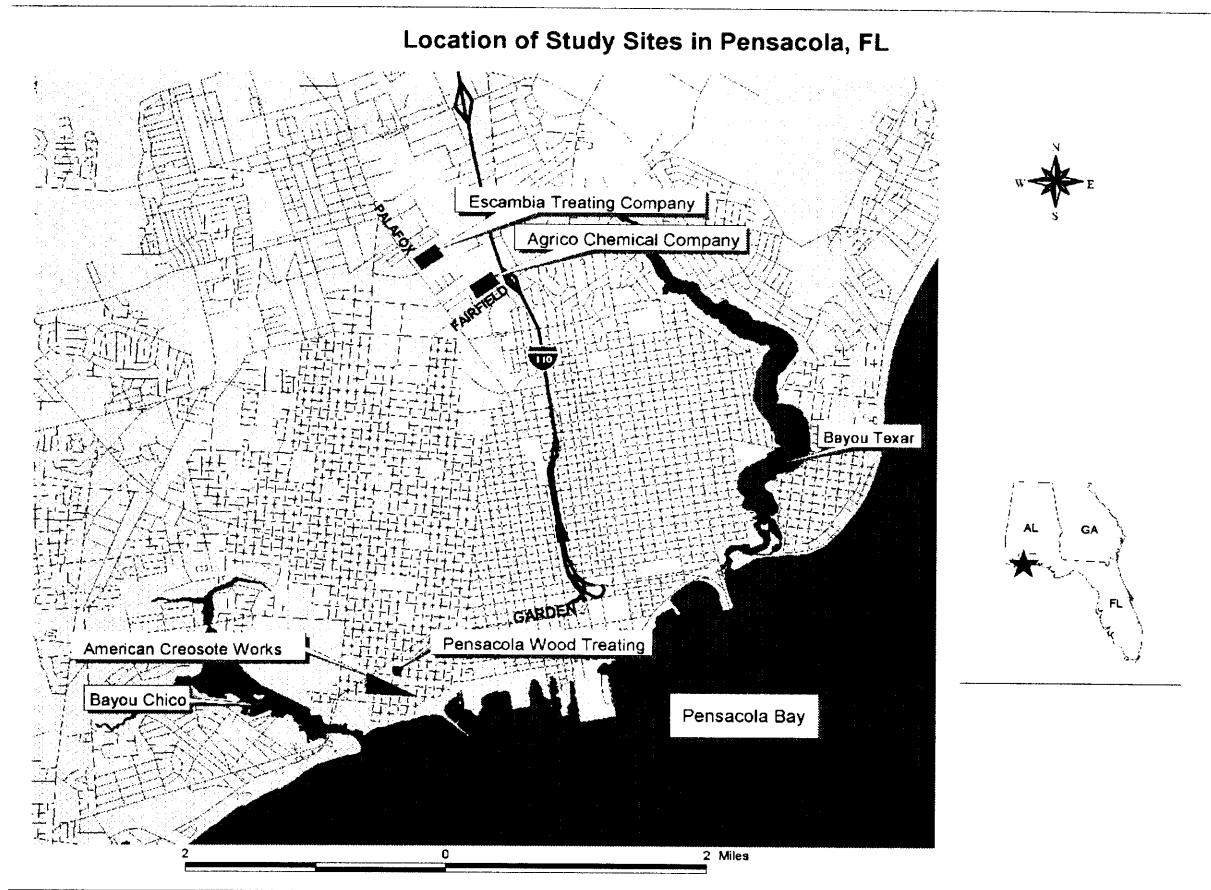 Location of Study Sites in Pensacola, FL
N
W E
S
Escambia Treating Company
PALAFOX
Agrico Chemical Company
FAIRFIELD
110
Bayou Texar
AL GA
FL
GARDEN
American Creosote Works
Pensacola Wood Treating
Bayou Chico
Pensacola Bay
2 0 2 Miles